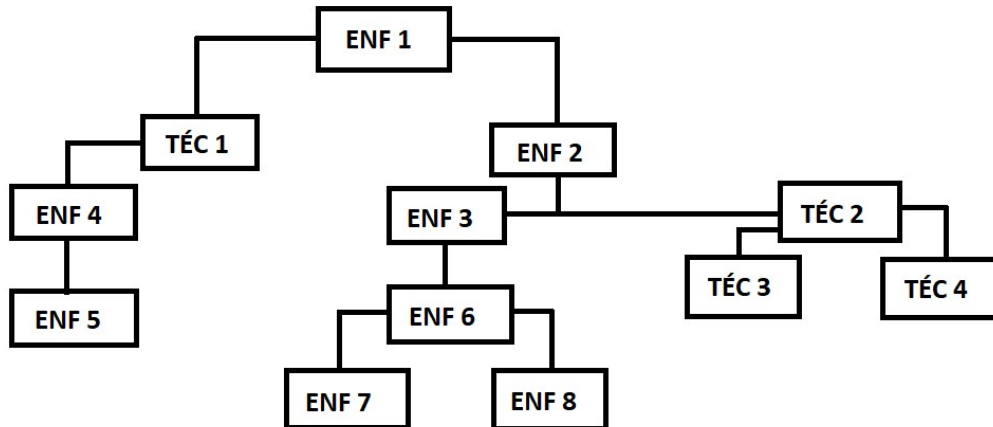 ENF 1
TÉC 1
ENF 2
ENF 4
ENF 3
TÉC 2
ENF 5
ENF 6
TÉC 3
TÉC 4
ENF 7
ENF 8